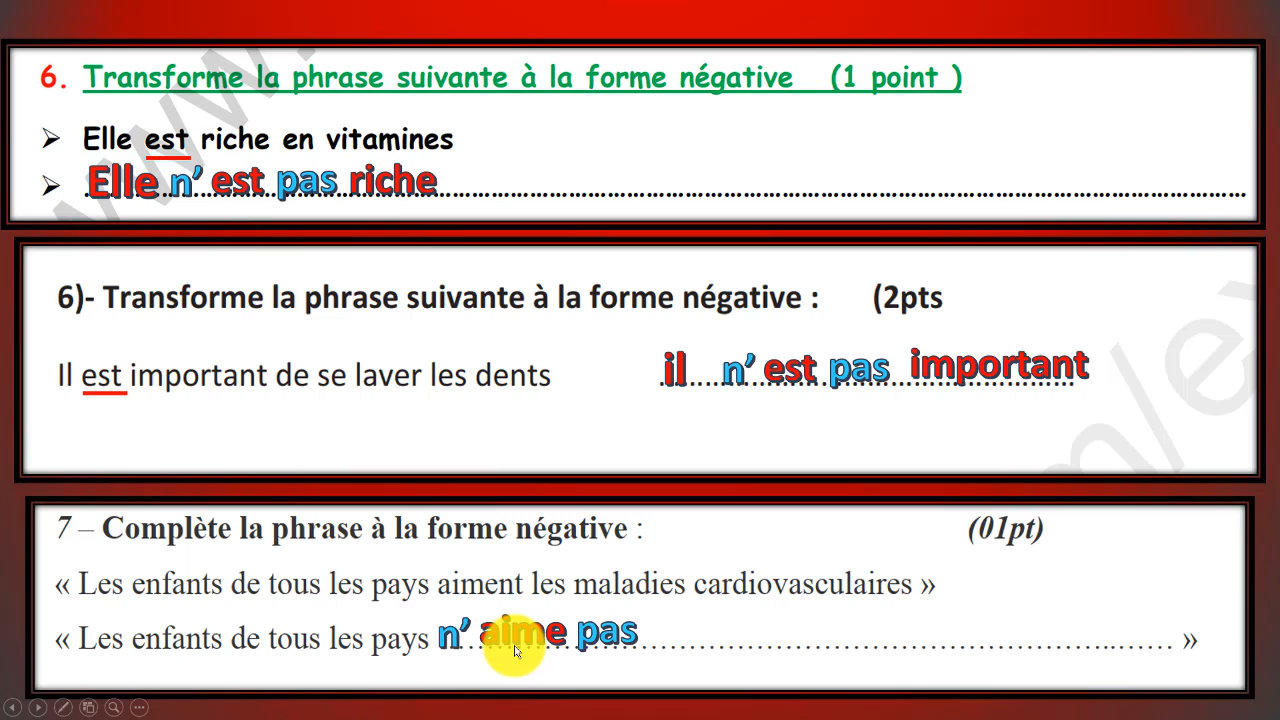 6. Transforme la phrase suivante à la forme négative (1 point )
➢ Elle est riche en vitamines
➢ Elle n' est pas riche ……………………………………
6)- Transforme la phrase suivante à la forme négative : (2pts
Il est important de se laver les dents il n' est pas important
7 – Complète la phrase à la forme négative : (01pt)
« Les enfants de tous les pays aiment les maladies cardiovasculaires »
« Les enfants de tous les pays n' aime pas …………………………………… »
www.
m/ex